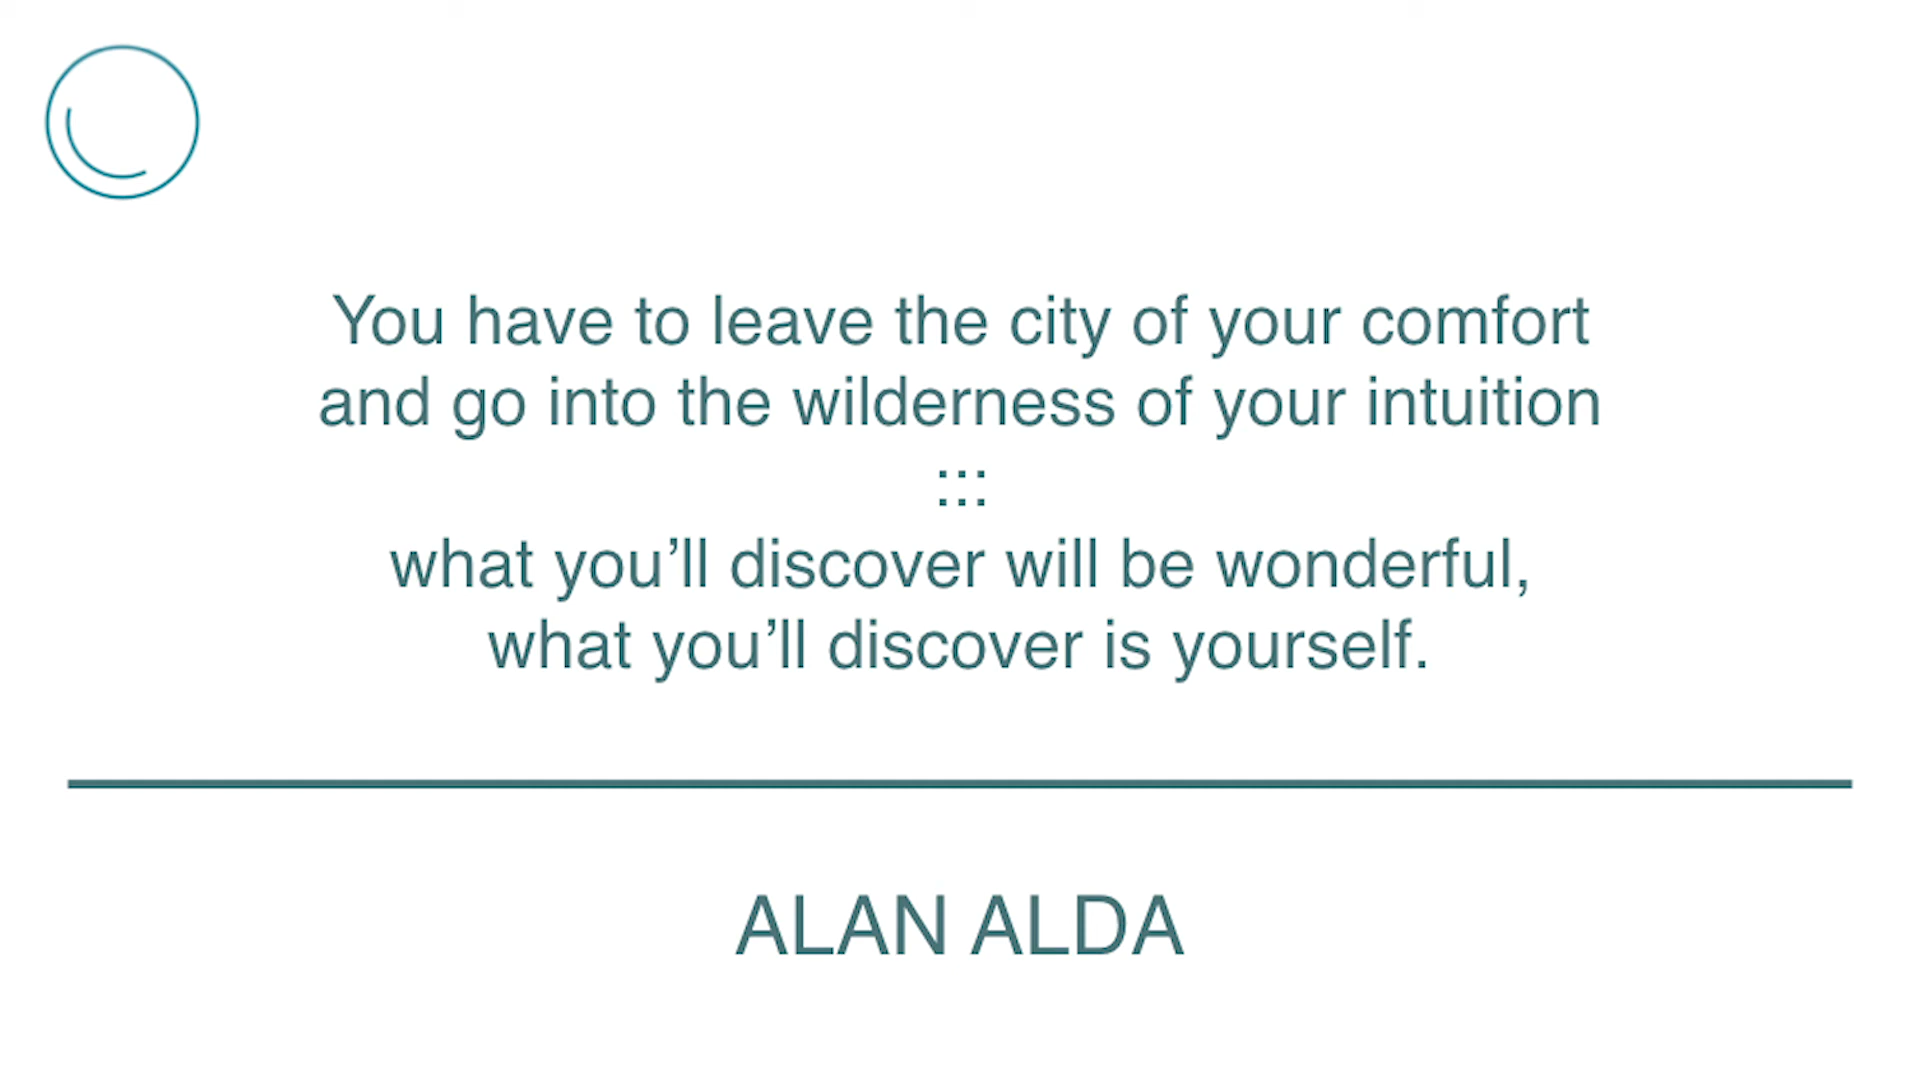 You have to leave the city of your comfort
and go into the wilderness of your intuition
:::
what you’ll discover will be wonderful,
what you’ll discover is yourself.
ALAN ALDA